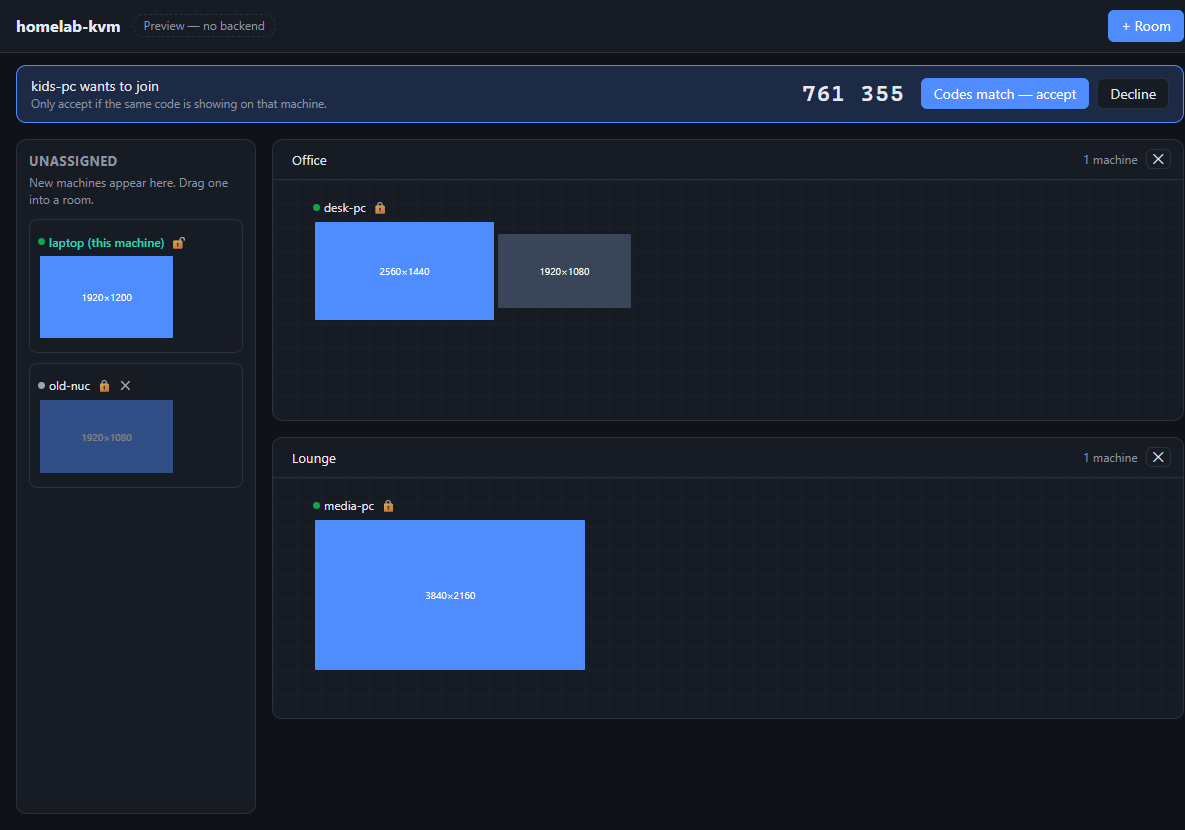 homelab-kvm
Preview — no backend
+ Room
kids-pc wants to join
Only accept if the same code is showing on that machine.
761 355
Codes match — accept
Decline
UNASSIGNED
New machines appear here. Drag one
into a room.
laptop (this machine)
1920×1200
old-nuc
1920×1080
Office
1 machine
desk-pc
2560×1440
1920×1080
Lounge
1 machine
media-pc
3840×2160